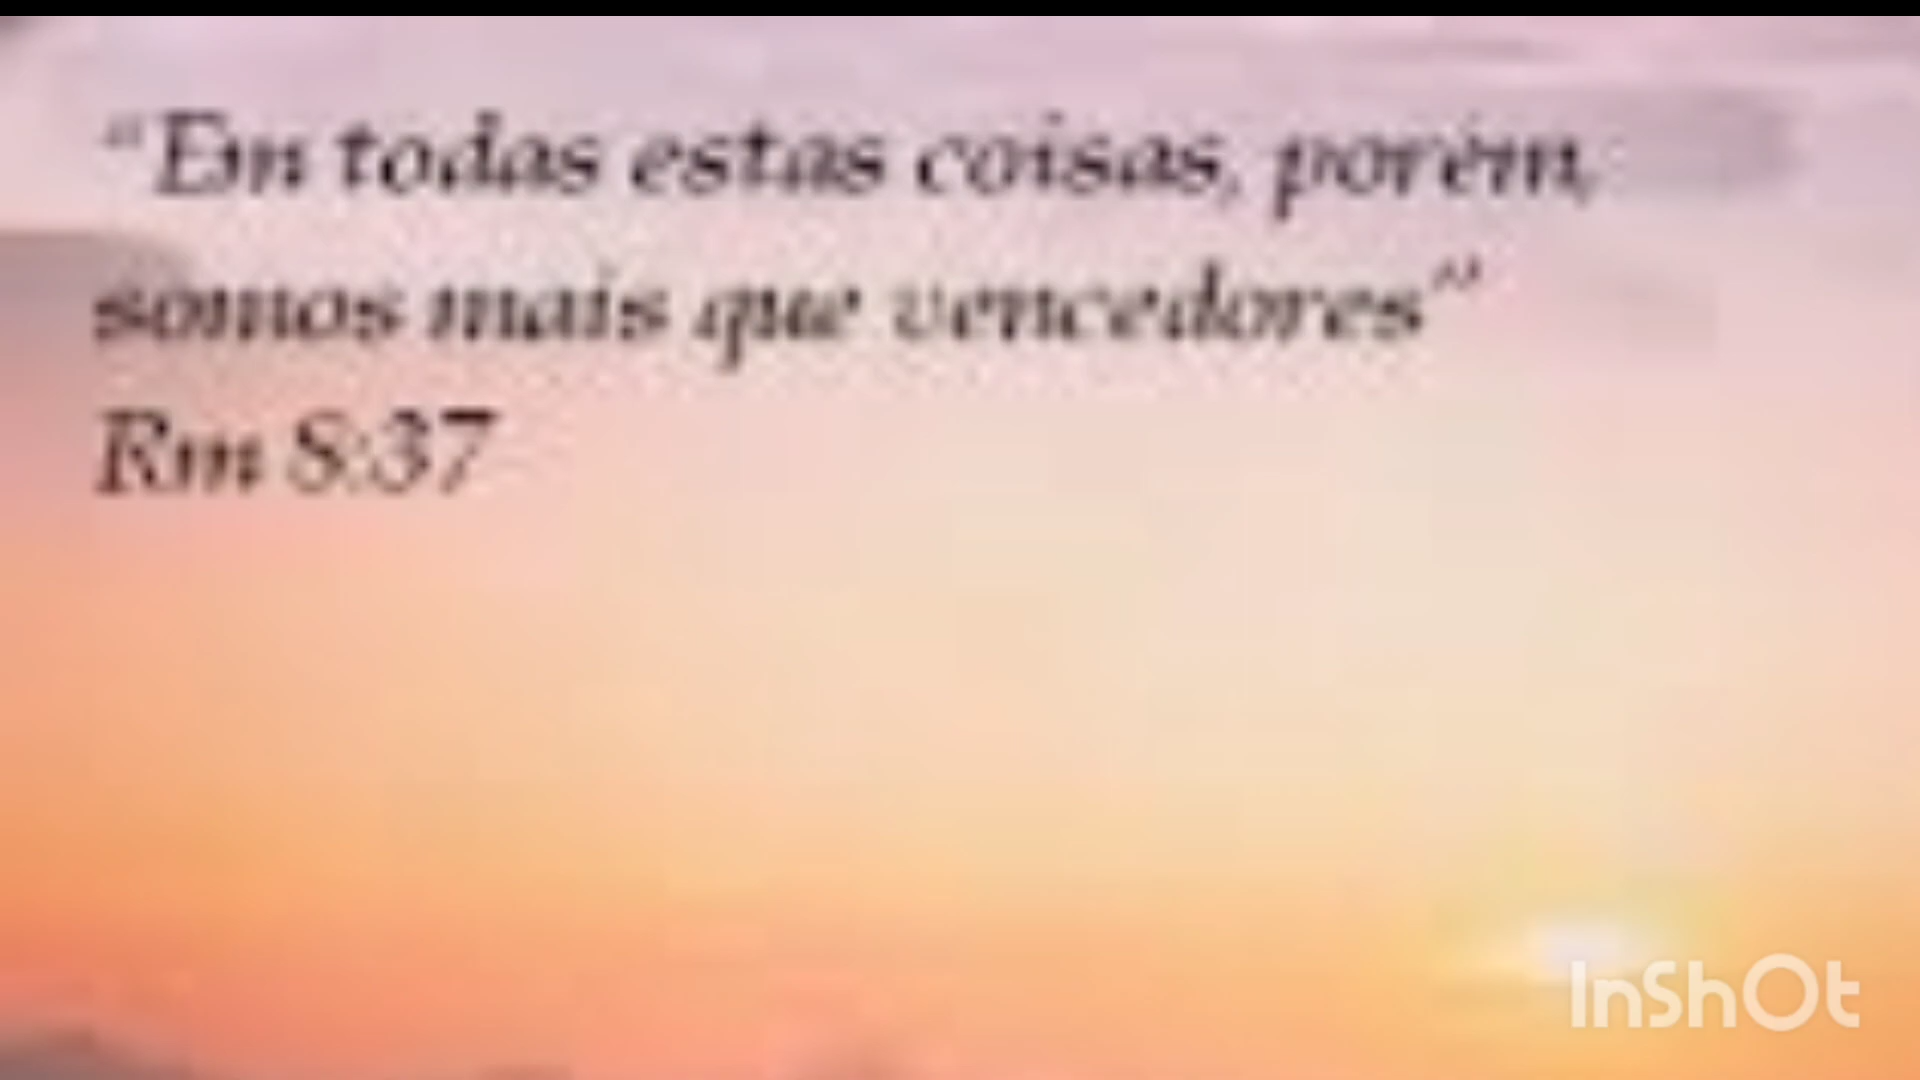 “Em todas estas coisas, porém,
somos mais que vencedores”
Rm 8:37
InShOt